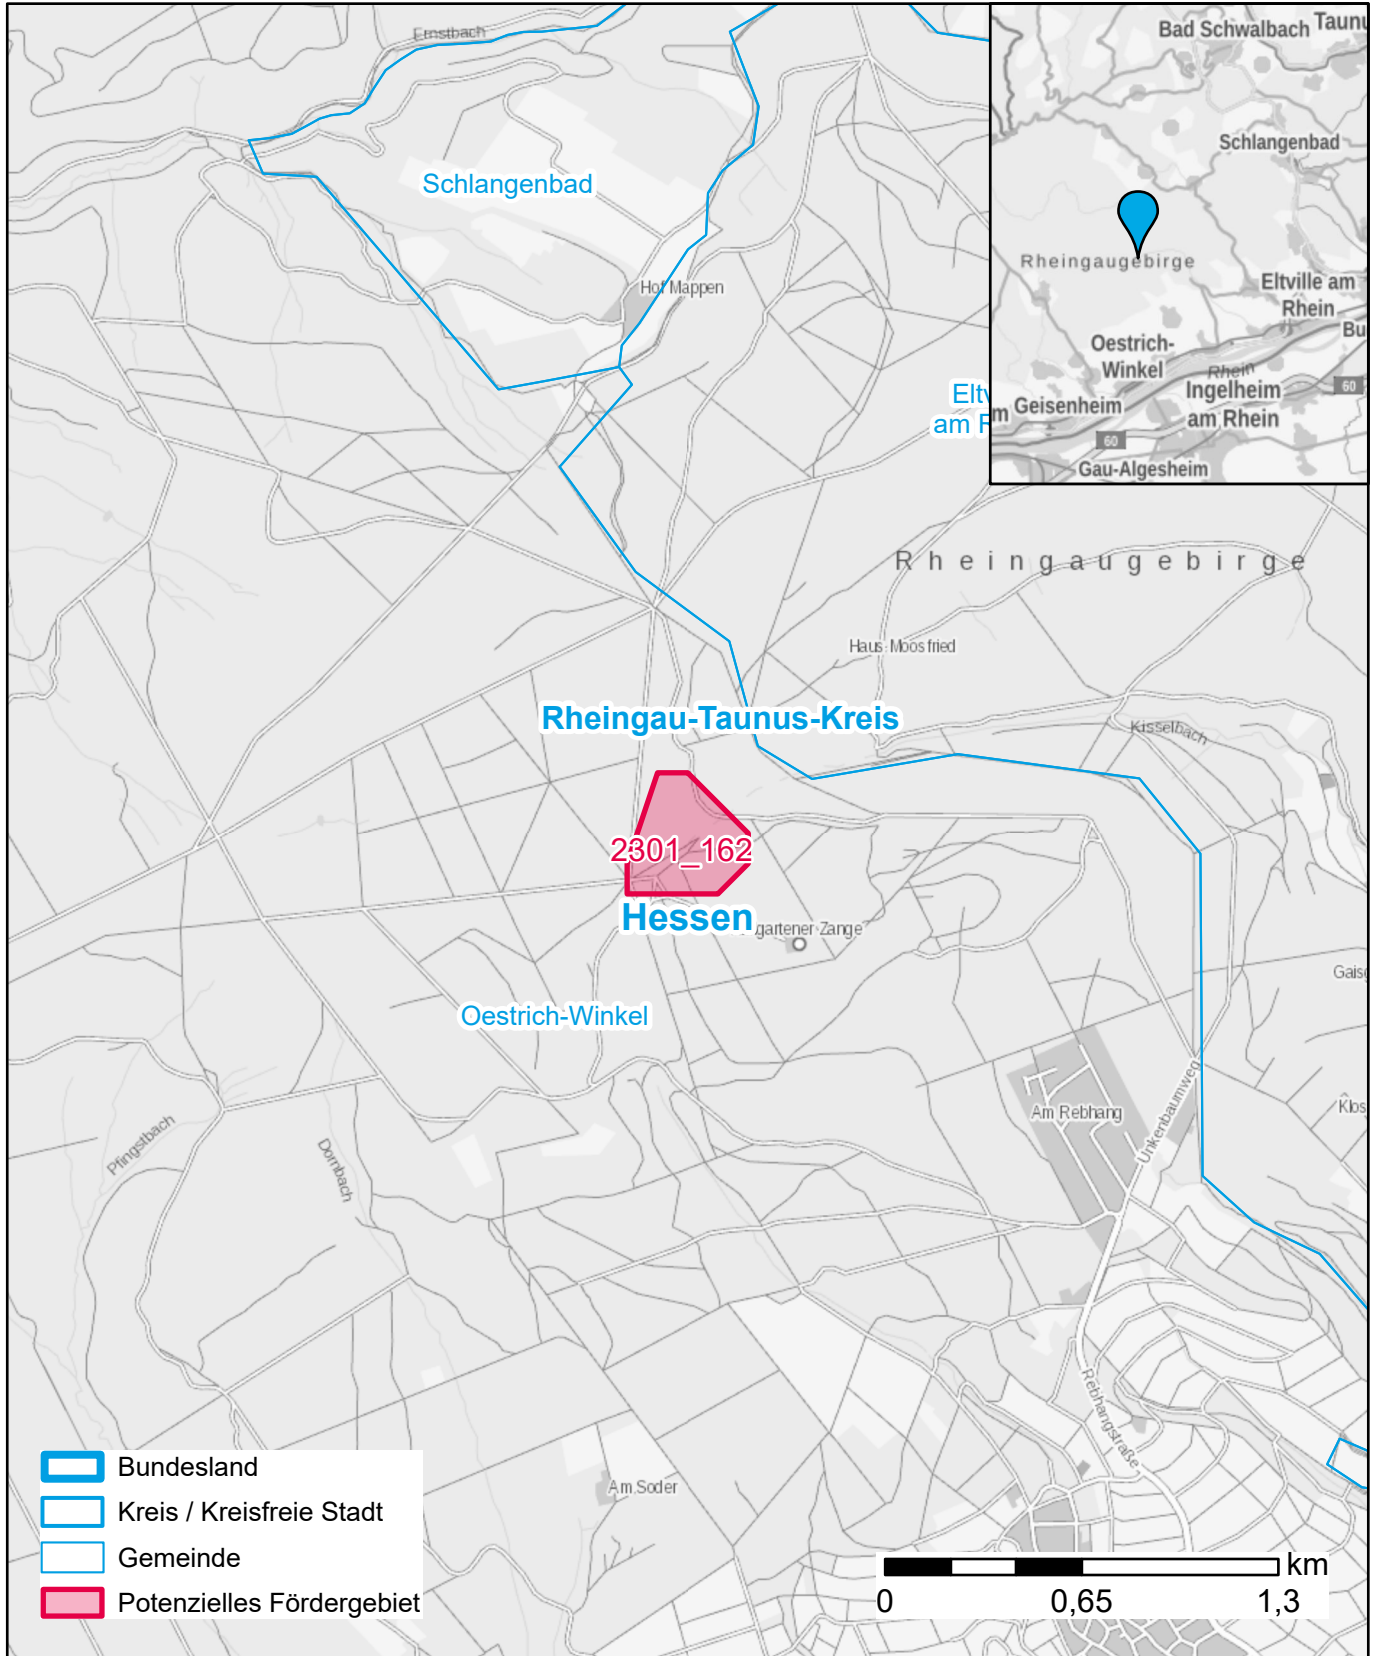 Ernstbach
Schlangenbad
Hof Mappen
Eltv
am R
Bad Schwalbach
Taunu
Schlangenbad
Rheingaugebirge
Eltville am
Rhein
Bu
Oestrich-
Winkel
Rhein
60
Ingelheim
am Rhein
m
Geisenheim
60
Gau-Algesheim
Rheingaugebirge
Haus Moosfried
Rheingau-Taunus-Kreis
Kisselbach
2301_162
Hessen
gartener Zange
Gaisg
Oestrich-Winkel
Unkenbaumweg
Am Rebhang
Klos
Pfingstbach
Dornbach
Rebhangstraße
Am Soder
Bundesland
Kreis / Kreisfreie Stadt
Gemeinde
Potenzielles Fördergebiet
km
0 0,65 1,3